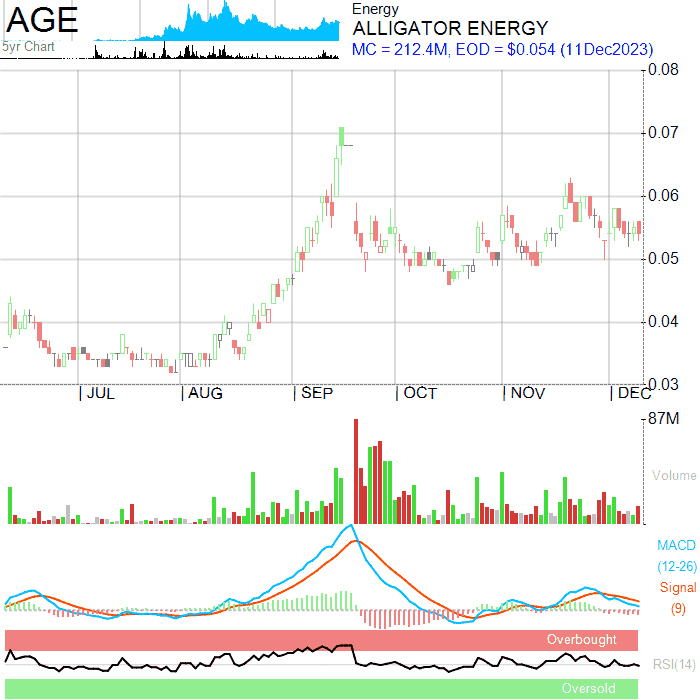 AGE
5yr Chart
Energy
ALLIGATOR ENERGY
MC = 212.4M, EOD = $0.054 (11Dec2023)
0.08
0.07
0.06
0.05
0.04
0.03
JUL AUG SEP OCT NOV DEC
87M
Volume
MACD
(12-26)
Signal
(9)
Overbought
RSI(14)
Oversold